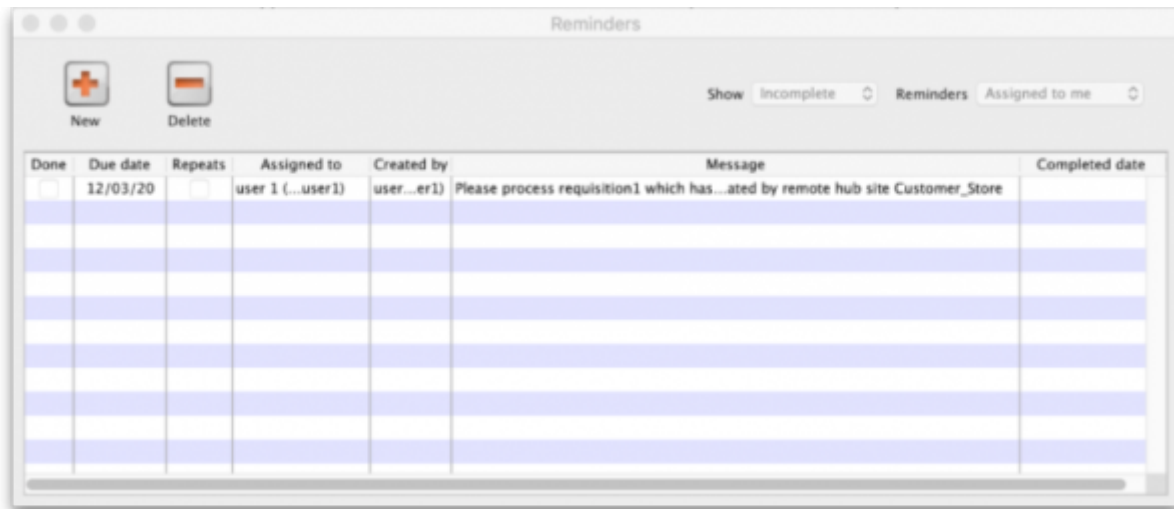 Reminders
New
Delete
Show Incomplete Reminders Assigned to me
Done Due date Repeats Assigned to Created by Message Completed date
12/03/20 user 1 (...user1) user...er1) Please process requisition1 which has...ated by remote hub site Customer_Store